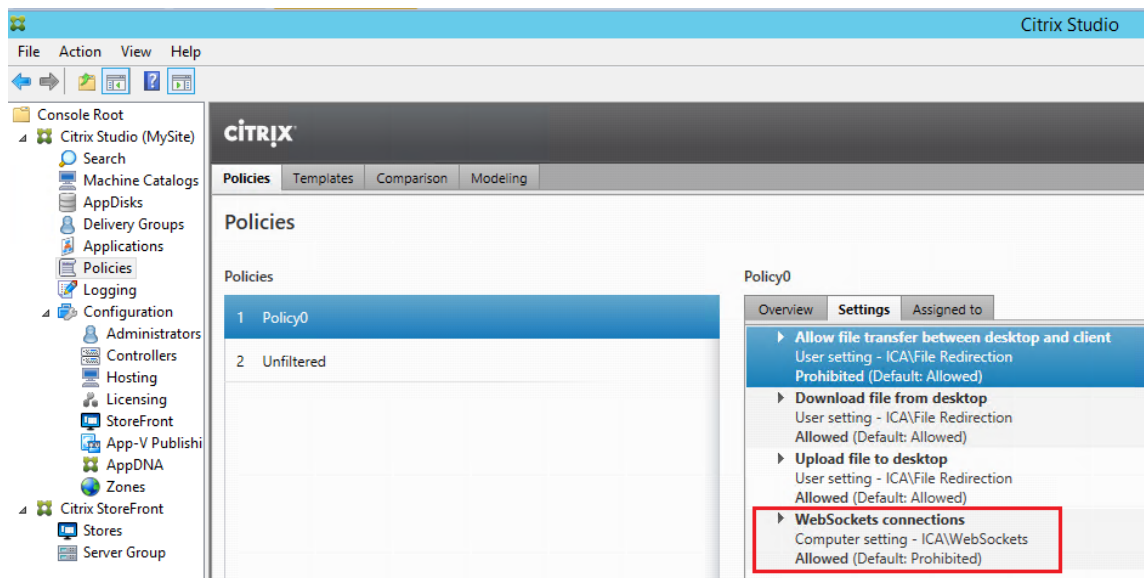 Citrix Studio
File Action View Help
Console Root
Citrix Studio (MySite)
Search
Machine Catalogs
AppDisks
Delivery Groups
Applications
Policies
Logging
Configuration
Administrators
Controllers
Hosting
Licensing
StoreFront
App-V Publishi
AppDNA
Zones
Citrix StoreFront
Stores
Server Group
CITRIX
Policies Templates Comparison Modeling
Policies
Policies
1 Policy0
2 Unfiltered
Policy0
Overview Settings Assigned to
Allow file transfer between desktop and client
User setting - ICA\File Redirection
Prohibited (Default: Allowed)
Download file from desktop
User setting - ICA\File Redirection
Allowed (Default: Allowed)
Upload file to desktop
User setting - ICA\File Redirection
Allowed (Default: Allowed)
WebSockets connections
Computer setting - ICA\WebSockets
Allowed (Default: Prohibited)